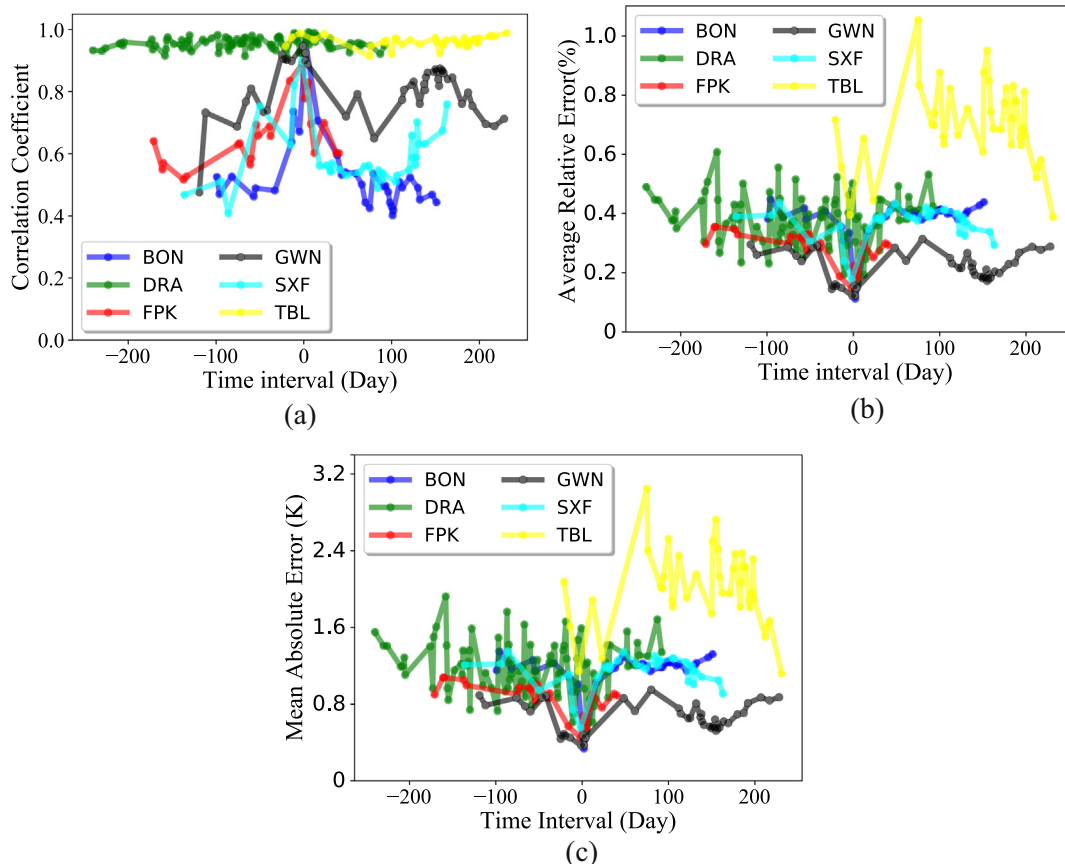 1.0
0.8
0.6
0.4
0.2
0.0
Correlation Coefficient
BON GWN
DRA SXF
FPK TBL
−200 −100 0 100 200
Time interval (Day)
(a)
1.0
0.8
0.6
0.4
0.2
0
Average Relative Error(%)
BON GWN
DRA SXF
FPK TBL
−200 −100 0 100 200
Time interval (Day)
(b)
3.2
2.4
1.6
0.8
0
Mean Absolute Error (K)
BON GWN
DRA SXF
FPK TBL
−200 −100 0 100 200
Time Interval (Day)
(c)